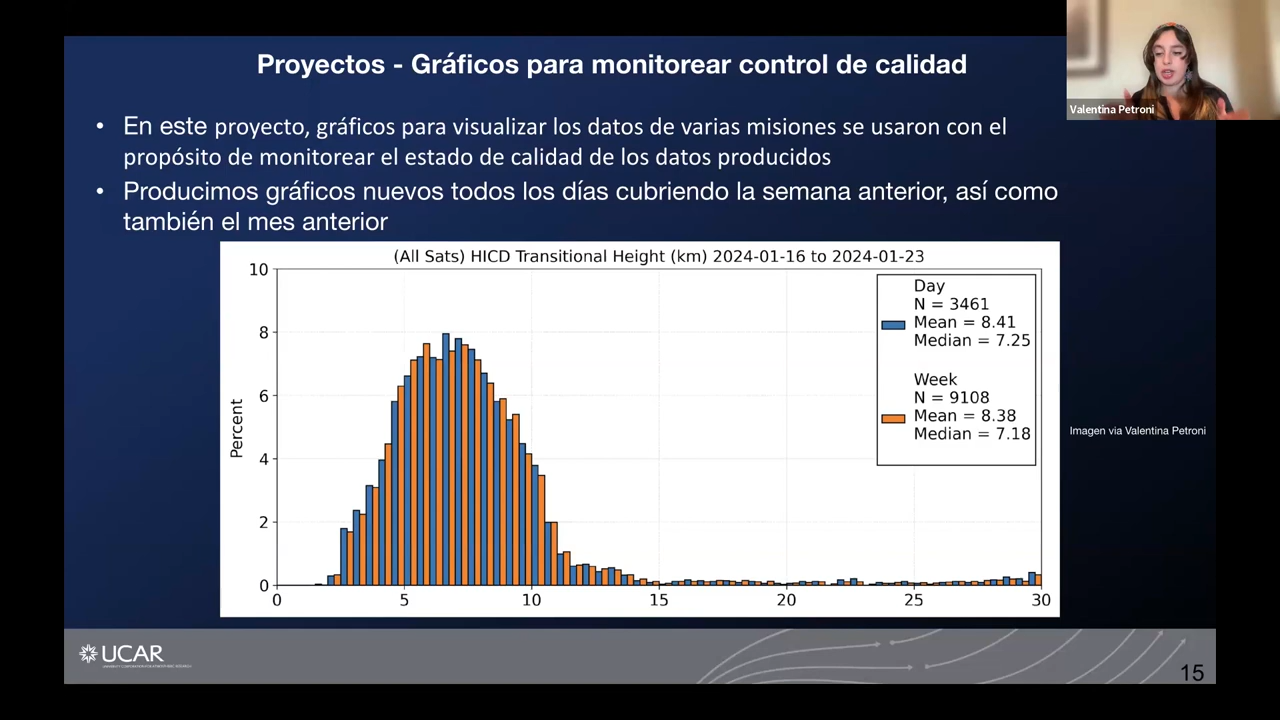 Proyectos - Gráficos para monitorear control de calidad
Valentina Petroni
• En este proyecto, gráficos para visualizar los datos de varias misiones se usaron con el
propósito de monitorear el estado de calidad de los datos producidos
• Producimos gráficos nuevos todos los días cubriendo la semana anterior, así como
también el mes anterior
(All Sats) HICD Transitional Height (km) 2024-01-16 to 2024-01-23
Percent
10
8
6
4
2
0
Day
N = 3461
Mean = 8.41
Median = 7.25
Week
N = 9108
Mean = 8.38
Median = 7.18
0 5 10 15 20 25 30
Imagen via Valentina Petroni
UCAR
15